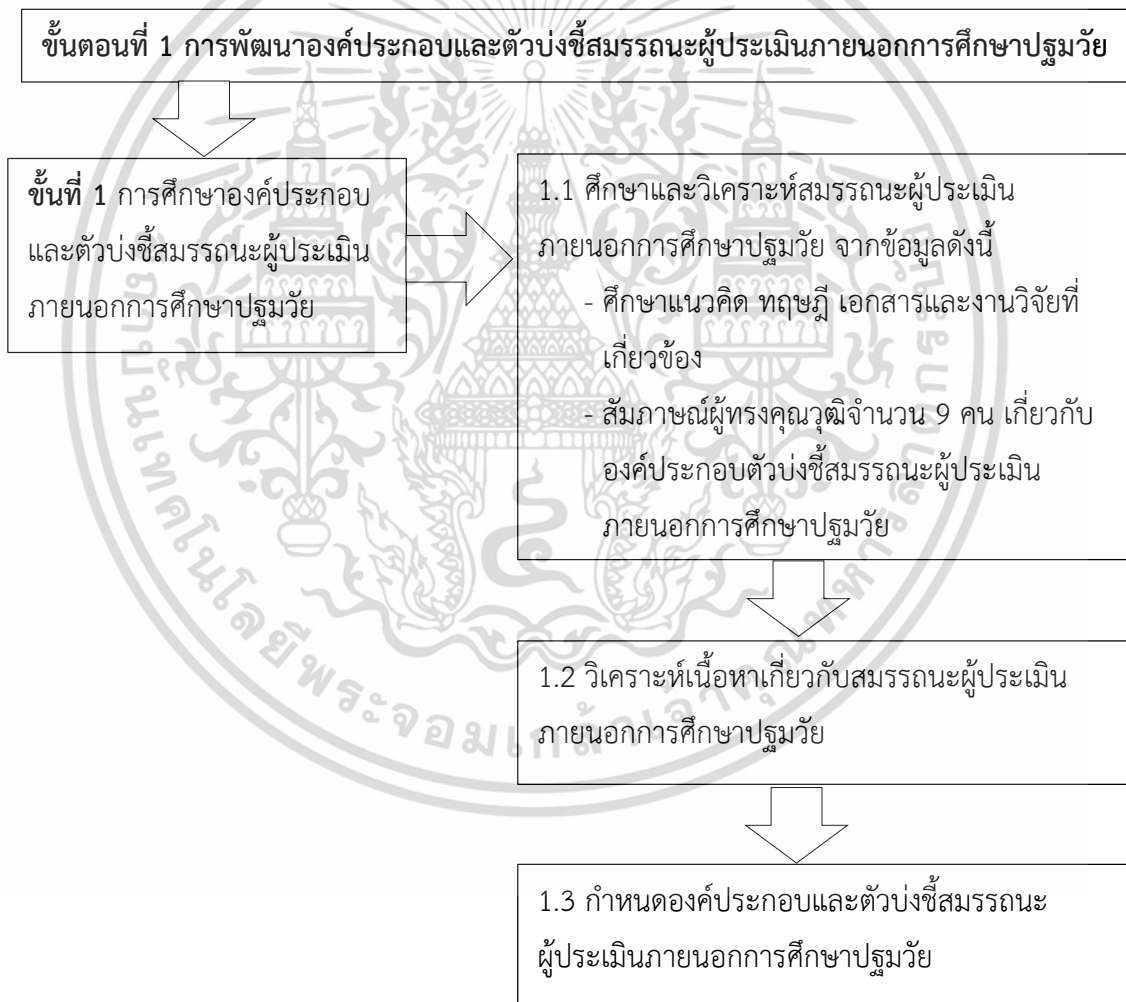 ขั้นตอนที่ 1 การพัฒนาองค์ประกอบและตัวบ่งชี้สมรรถนะผู้ประเมินภายนอกการศึกษาปฐมวัย
ขั้นที่ 1 การศึกษาองค์ประกอบ
และตัวบ่งชี้สมรรถนะผู้ประเมิน
ภายนอกการศึกษาปฐมวัย
1.1 ศึกษาและวิเคราะห์สมรรถนะผู้ประเมิน
ภายนอกการศึกษาปฐมวัย จากข้อมูลดังนี้
- ศึกษาแนวคิด ทฤษฎี เอกสารและงานวิจัยที่
เกี่ยวข้อง
- สัมภาษณ์ผู้ทรงคุณวุฒิจำนวน 9 คน เกี่ยวกับ
องค์ประกอบตัวบ่งชี้สมรรถนะผู้ประเมิน
ภายนอกการศึกษาปฐมวัย
1.2 วิเคราะห์เนื้อหาเกี่ยวกับสมรรถนะผู้ประเมิน
ภายนอกการศึกษาปฐมวัย
1.3 กำหนดองค์ประกอบและตัวบ่งชี้สมรรถนะ
ผู้ประเมินภายนอกการศึกษาปฐมวัย